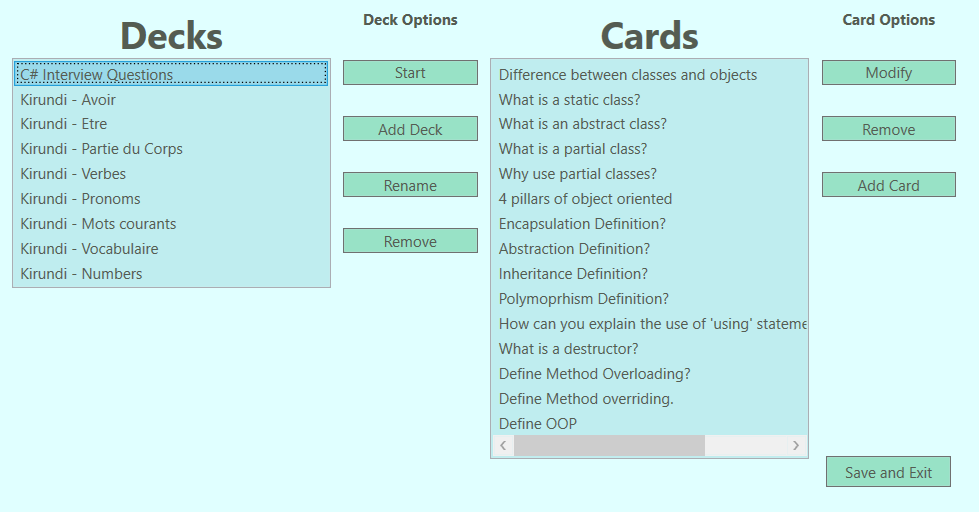 Decks
Deck Options
C# Interview Questions
Kirundi - Avoir
Kirundi - Etre
Kirundi - Partie du Corps
Kirundi - Verbes
Kirundi - Pronoms
Kirundi - Mots courants
Kirundi - Vocabulaire
Kirundi - Numbers
Start
Add Deck
Rename
Remove
Cards
Card Options
Difference between classes and objects
What is a static class?
What is an abstract class?
What is a partial class?
Why use partial classes?
4 pillars of object oriented
Encapsulation Definition?
Abstraction Definition?
Inheritance Definition?
Polymoprhism Definition?
How can you explain the use of 'using' stateme
What is a destructor?
Define Method Overloading?
Define Method overriding.
Define OOP
Modify
Remove
Add Card
Save and Exit